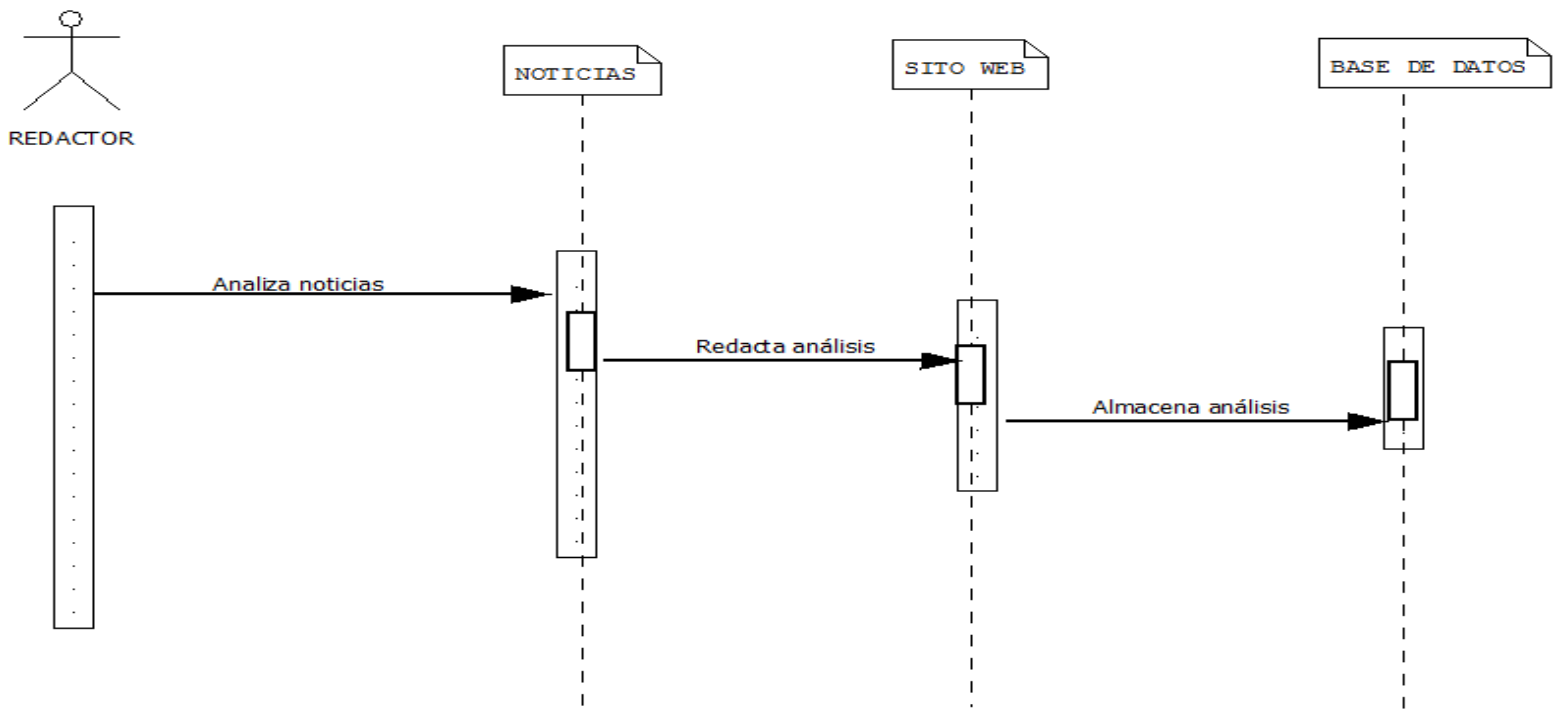 NOTICIAS
SITO WEB
BASE DE DATOS
REDACTOR
Analiza noticias
Redacta análisis
Almacena análisis